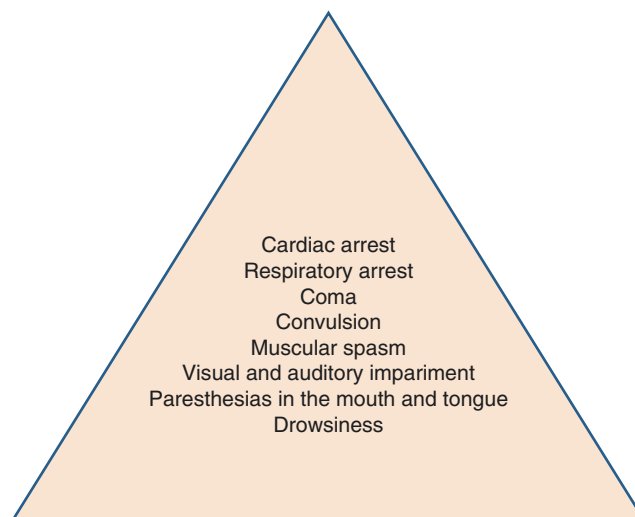 Cardiac arrest
Respiratory arrest
Coma
Convulsion
Muscular spasm
Visual and auditory impariment
Paresthesias in the mouth and tongue
Drowsiness